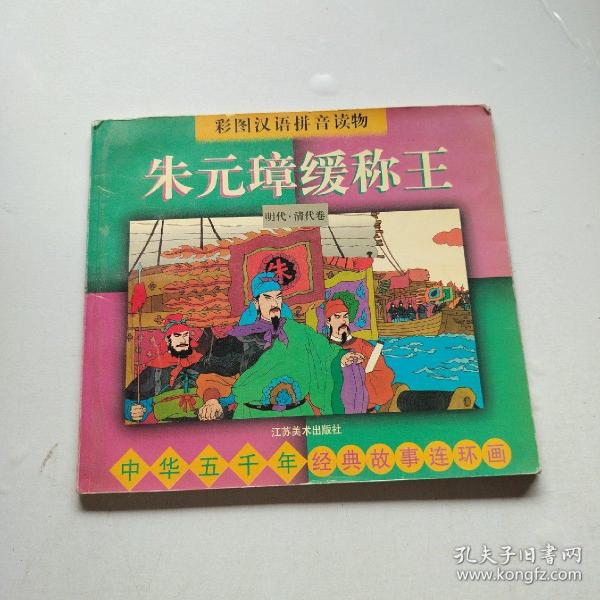 彩图汉语拼音读物
朱元璋缓称王
明代·清代卷
朱
江苏美术出版社
中华五千年经典故事连环画
孔夫子旧书网
www.kongfz.com